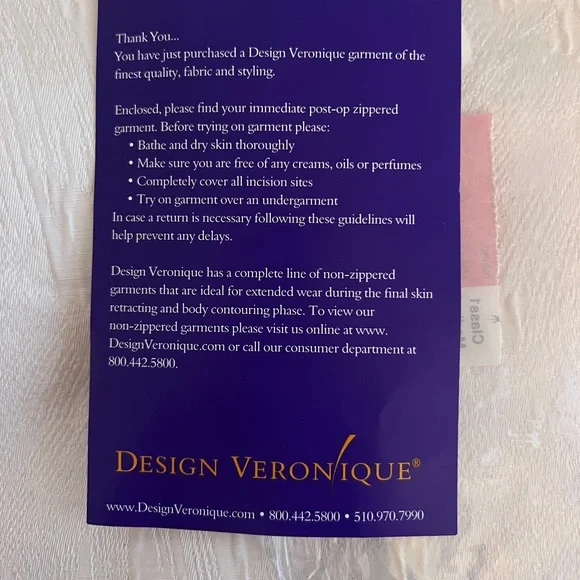 Thank You...
You have just purchased a Design Veronique garment of the
finest quality, fabric and styling.
Enclosed, please find your immediate post-op zippered
garment. Before trying on garment please:
• Bathe and dry skin thoroughly
• Make sure you are free of any creams, oils or perfumes
• Completely cover all incision sites
• Try on garment over an undergarment
In case a return is necessary following these guidelines will
help prevent any delays.
Design Veronique has a complete line of non-zippered
garments that are ideal for extended wear during the final skin
retracting and body contouring phase. To view our
non-zippered garments please visit us online at www.
DesignVeronique.com or call our consumer department at
800.442.5800.
DESIGN VERONIQUE®
www.DesignVeronique.com • 800.442.5800 • 510.970.7990
Class I